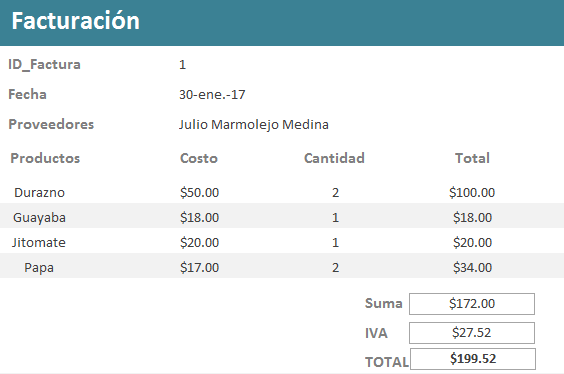 Facturación
ID_Factura 1
Fecha 30-ene.-17
Proveedores Julio Marmolejo Medina
Productos Costo Cantidad Total
Durazno $50.00 2 $100.00
Guayaba $18.00 1 $18.00
Jitomate $20.00 1 $20.00
Papa $17.00 2 $34.00
Suma $172.00
IVA $27.52
TOTAL $199.52